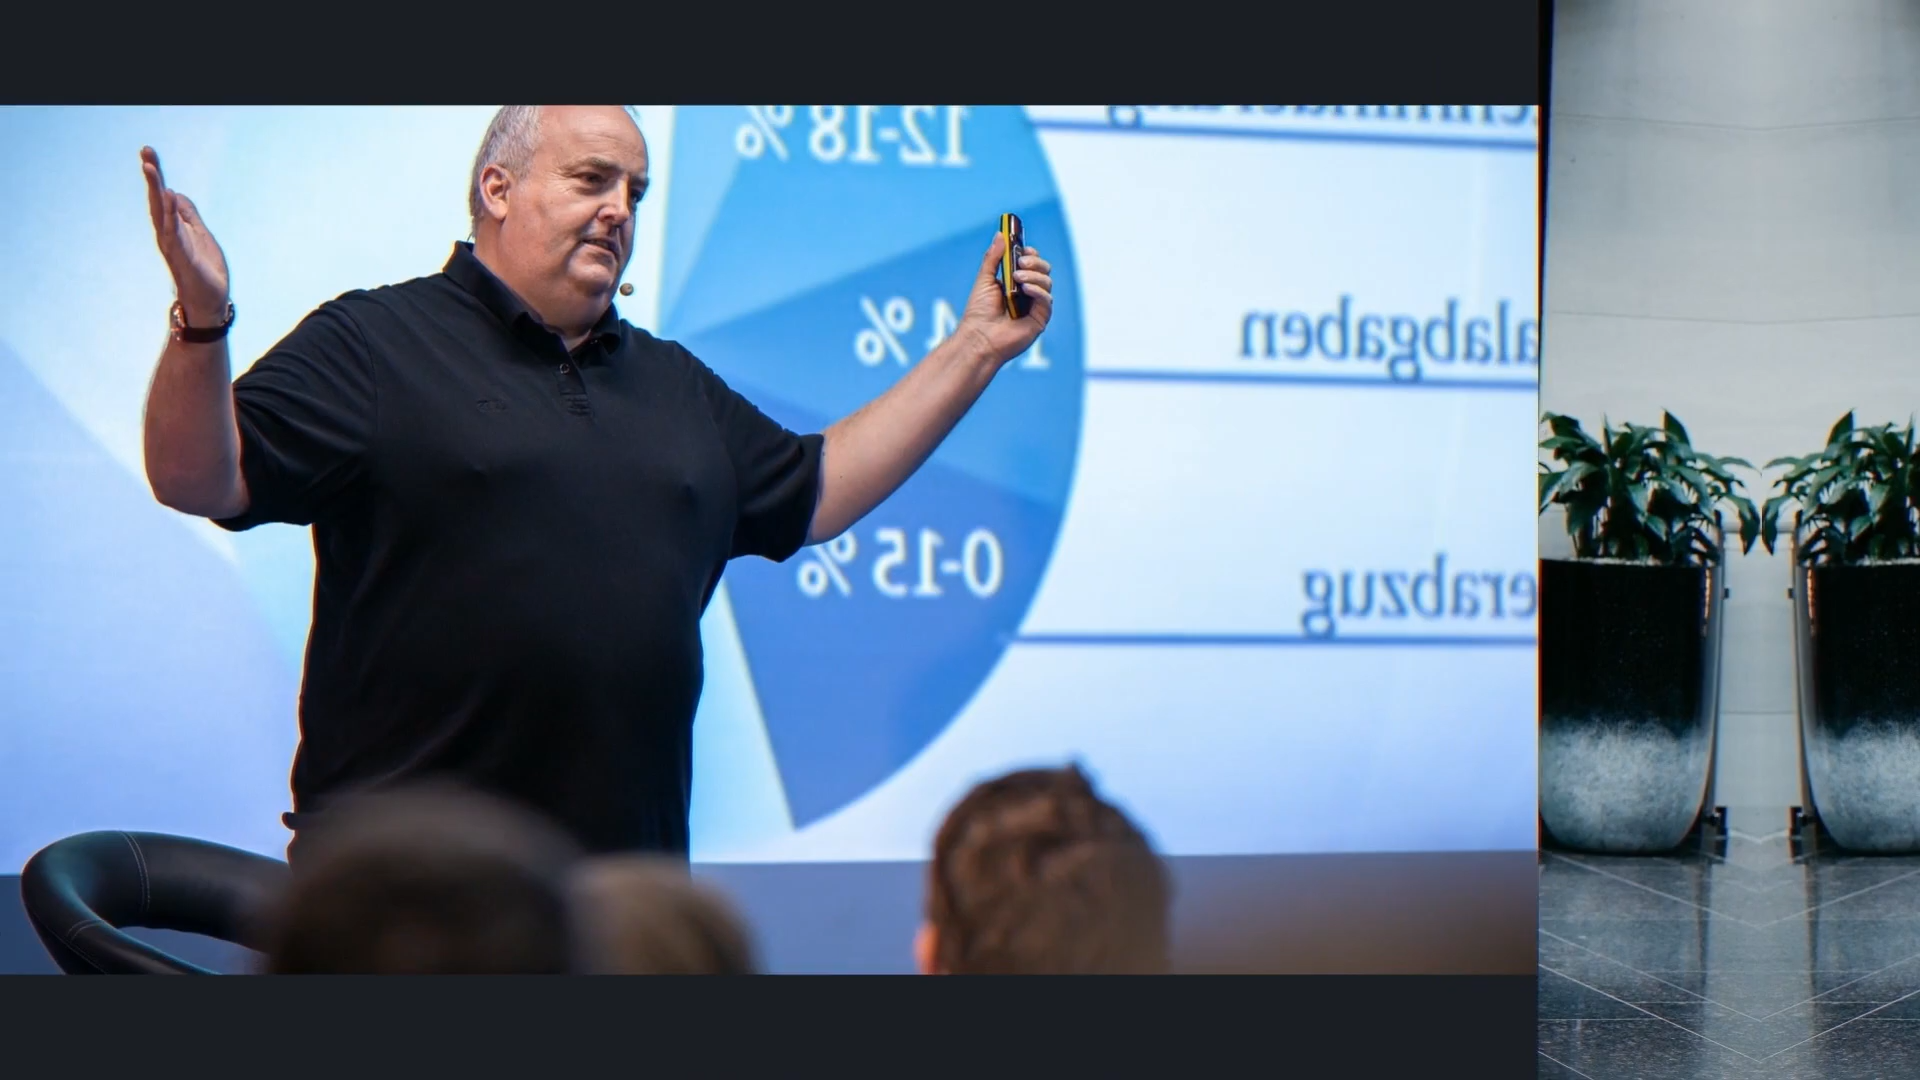 12-18 %
%
alabgaben
0-15 %
erabzug